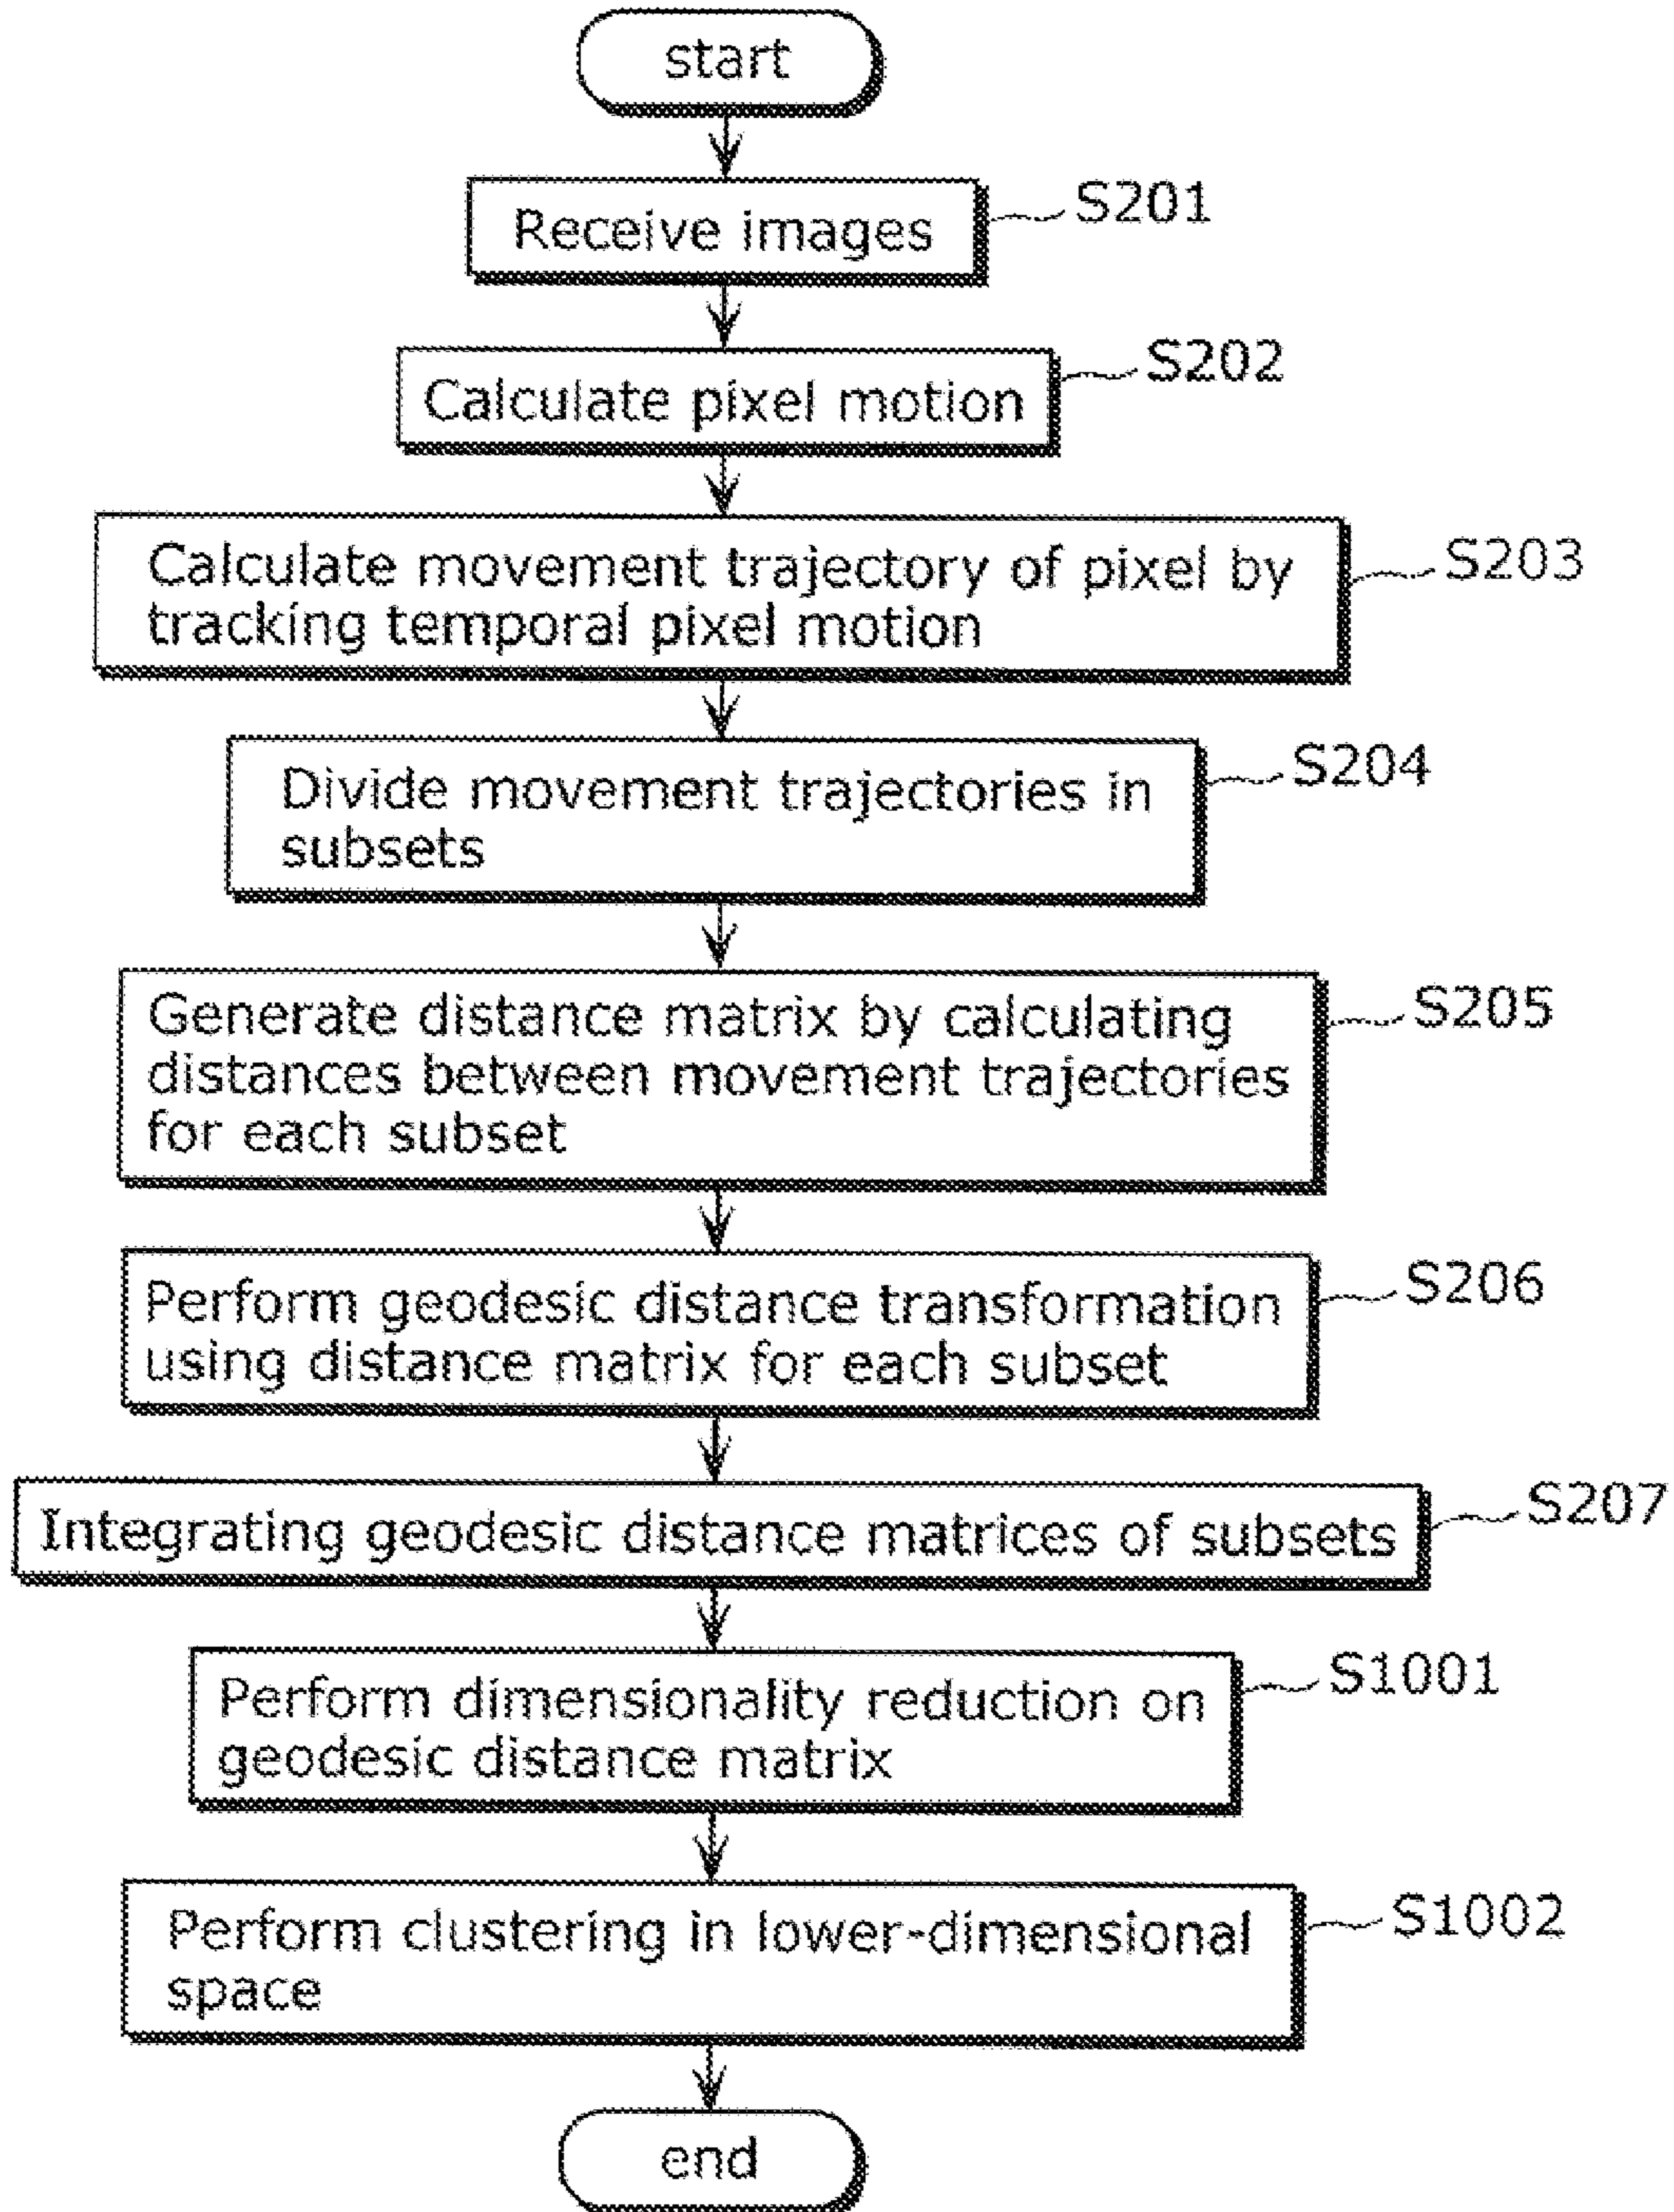 start
Receive images
S201
Calculate pixel motion
S202
Calculate movement trajectory of pixel by
tracking temporal pixel motion
S203
Divide movement trajectories in
subsets
S204
Generate distance matrix by calculating
distances between movement trajectories
for each subset
S205
Perform geodesic distance transformation
using distance matrix for each subset
S206
Integrating geodesic distance matrices of subsets
S207
Perform dimensionality reduction on
geodesic distance matrix
S1001
Perform clustering in lower-dimensional
space
S1002
end